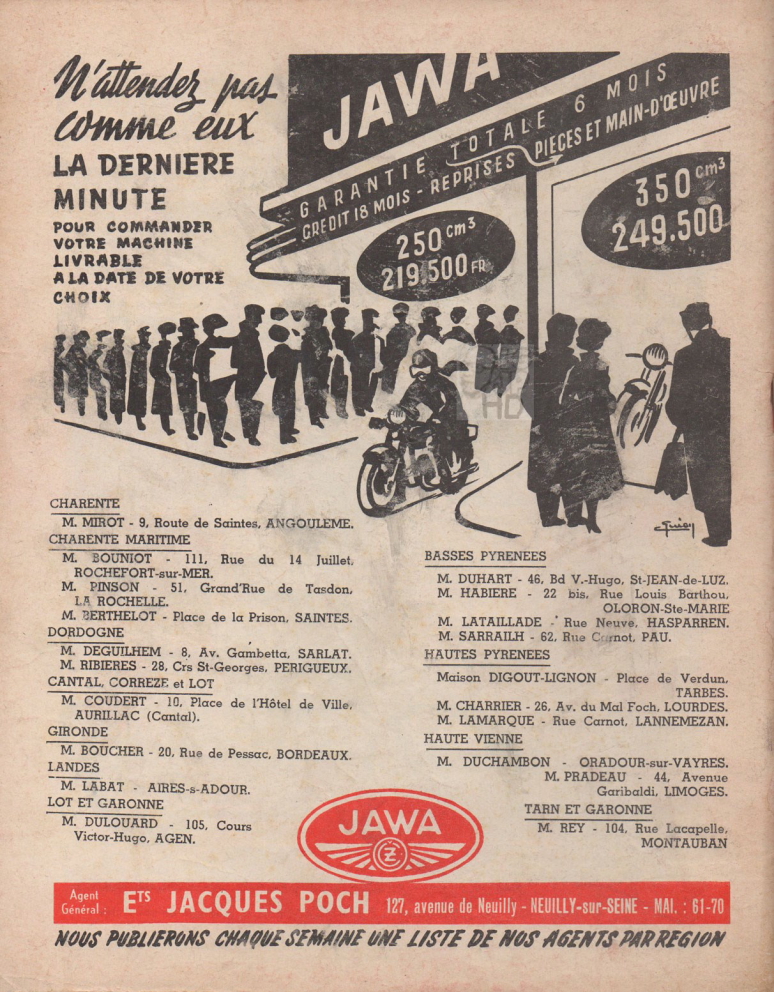 N'attendez pas
comme eux
LA DERNIERE
MINUTE
POUR COMMANDER
VOTRE MACHINE
LIVRABLE
A LA DATE DE VOTRE
CHOIX
JAWA
GARANTIE TOTALE 6 MOIS
CREDIT 18 MOIS - REPRISES PIECES ET MAIN-D'ŒUVRE
250 cm3
219.500 FR
350 cm3
249.500
CHARENTE
M. MIROT - 9, Route de Saintes, ANGOULEME.
CHARENTE MARITIME
M. BOUNIOT - 111, Rue du 14 Juillet,
ROCHEFORT-sur-MER.
M. PINSON - 51, Grand'Rue de Tasdon,
LA ROCHELLE.
M. BERTHELOT - Place de la Prison, SAINTES.
DORDOGNE
M. DEGUILHEM - 8, Av. Gambetta, SARLAT.
M. RIBIERES - 28, Crs St-Georges, PERIGUEUX.
CANTAL, CORREZE et LOT
M. COUDERT - 10, Place de l'Hôtel de Ville,
AURILLAC (Cantal).
GIRONDE
M. BOUCHER - 20, Rue de Pessac, BORDEAUX.
LANDES
M. LABAT - AIRES-s-ADOUR.
LOT ET GARONNE
M. DULOUARD - 105, Cours
Victor-Hugo, AGEN.
BASSES PYRENEES
M. DUHART - 46, Bd V.-Hugo, St-JEAN-de-LUZ.
M. HABIERE - 22 bis, Rue Louis Barthou,
OLORON-Ste-MARIE
M. LATAILLADE - Rue Neuve, HASPARREN.
M. SARRAILH - 62, Rue Carnot, PAU.
HAUTES PYRENEES
Maison DIGOUT-LIGNON - Place de Verdun,
TARBES.
M. CHARRIER - 26, Av. du Mal Foch, LOURDES.
M. LAMARQUE - Rue Carnot, LANNEMEZAN.
HAUTE VIENNE
M. DUCHAMBON - ORADOUR-sur-VAYRES.
M. PRADEAU - 44, Avenue
Garibaldi, LIMOGES.
TARN ET GARONNE
M. REY - 104, Rue Lacapelle,
MONTAUBAN
JAWA
CZ
Agent
Général : ETS JACQUES POCH 127, avenue de Neuilly - NEUILLY-sur-SEINE - MAI. : 61-70
NOUS PUBLIERONS CHAQUE SEMAINE UNE LISTE DE NOS AGENTS PAR REGION